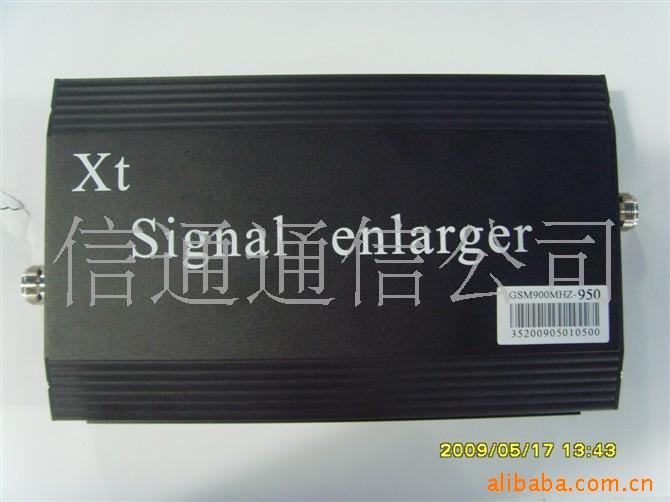 Xt
Signal enlarger
信通通信公司
GSM900MHZ-950
35200905010500
2009/05/17 13:43
alibaba.com.cn